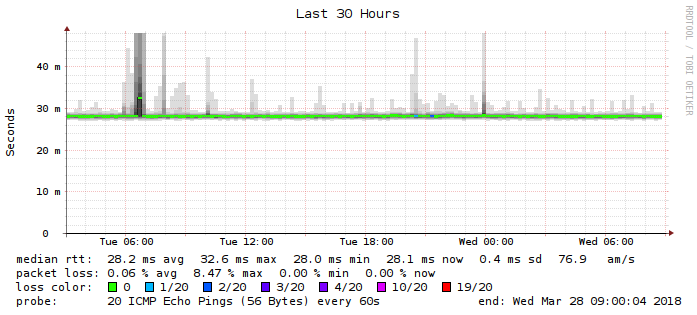 Last 30 Hours
RRDTOOL / TOBI OETIKER
Seconds
40 m
30 m
20 m
10 m
0
Tue 06:00 Tue 12:00 Tue 18:00 Wed 00:00 Wed 06:00
median rtt: 28.2 ms avg 32.6 ms max 28.0 ms min 28.1 ms now 0.4 ms sd 76.9 am/s
packet loss: 0.06 % avg 8.47 % max 0.00 % min 0.00 % now
loss color: 0 1/20 2/20 3/20 4/20 10/20 19/20
probe: 20 ICMP Echo Pings (56 Bytes) every 60s end: Wed Mar 28 09:00:04 2018